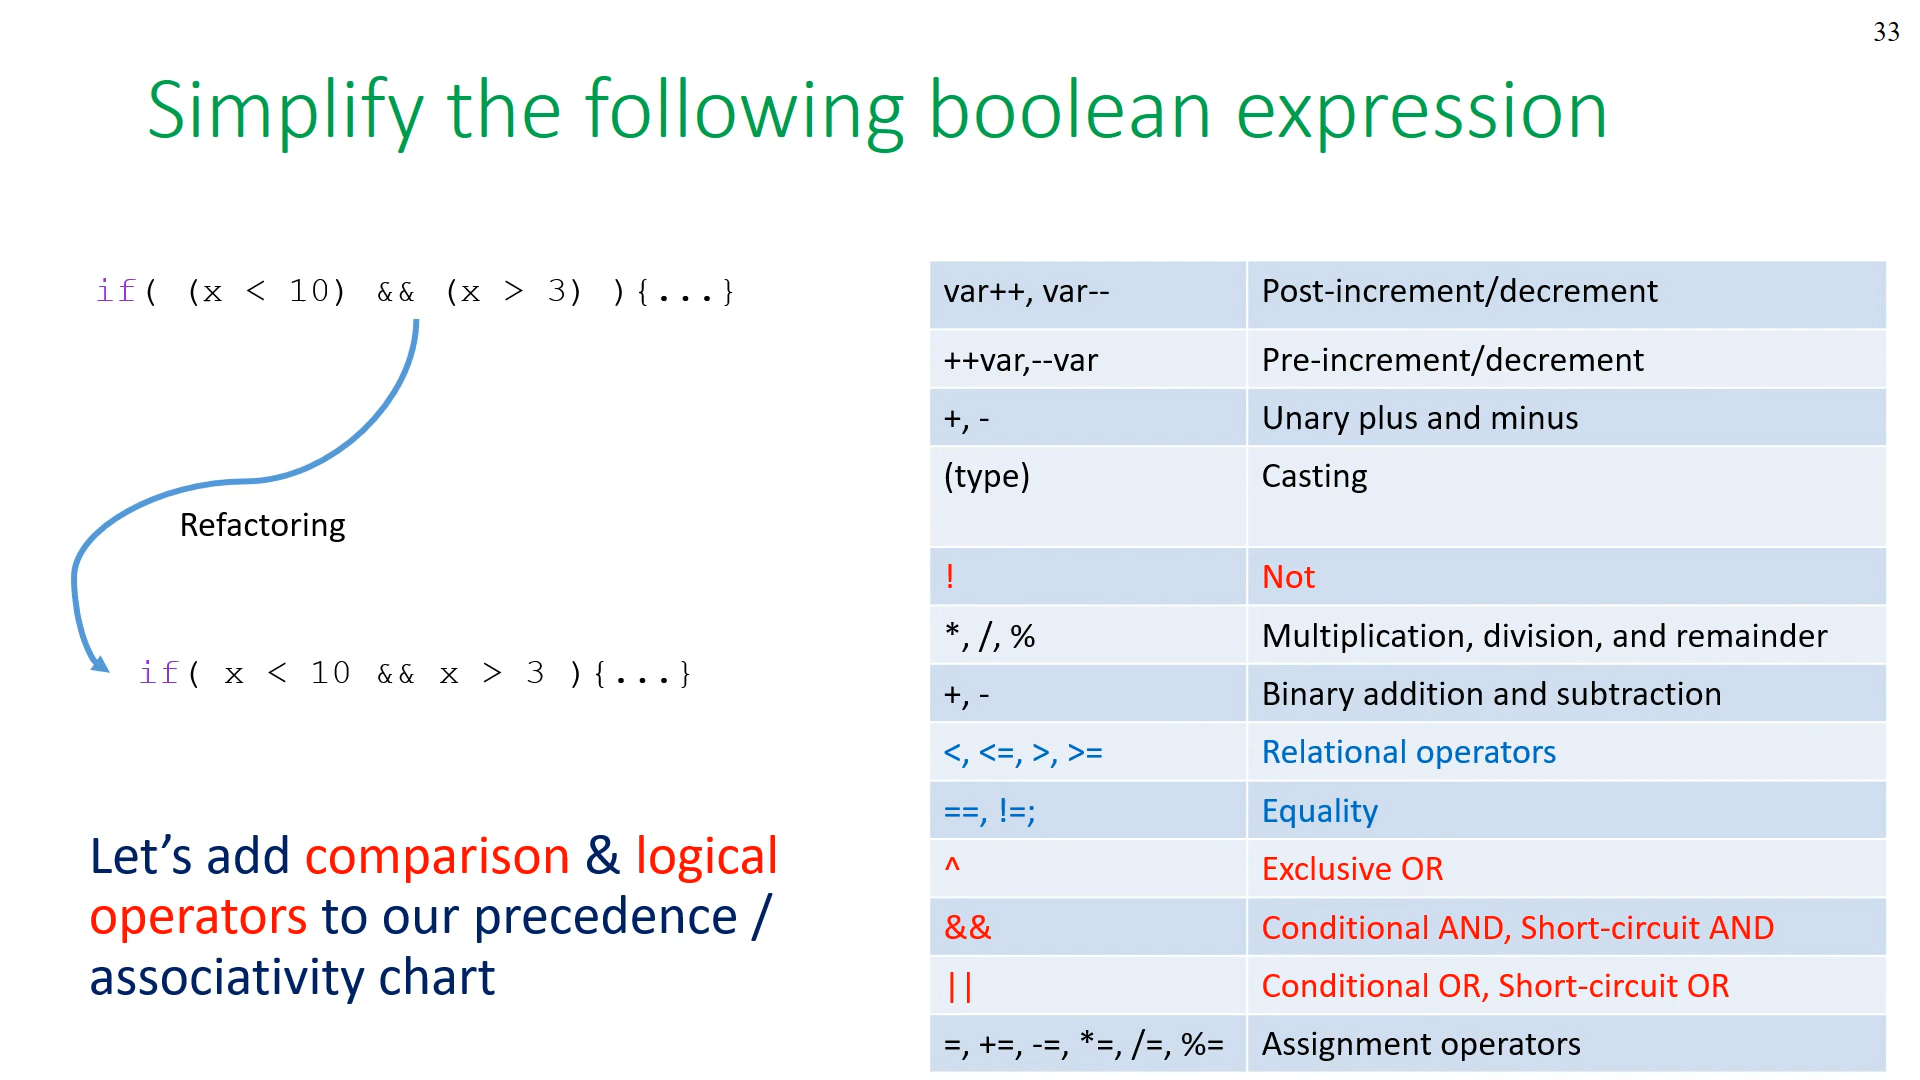 33
Simplify the following boolean expression
if( (x < 10) && (x > 3) ){...}
Refactoring
if( x < 10 && x > 3 ){...}
Let’s add comparison & logical
operators to our precedence /
associativity chart
var++, var-- Post-increment/decrement
++var,--var Pre-increment/decrement
+, - Unary plus and minus
(type) Casting
! Not
*, /, % Multiplication, division, and remainder
+, - Binary addition and subtraction
<, <=, >, >= Relational operators
==, !=; Equality
^ Exclusive OR
&& Conditional AND, Short-circuit AND
|| Conditional OR, Short-circuit OR
=, +=, -=, *=, /=, %= Assignment operators